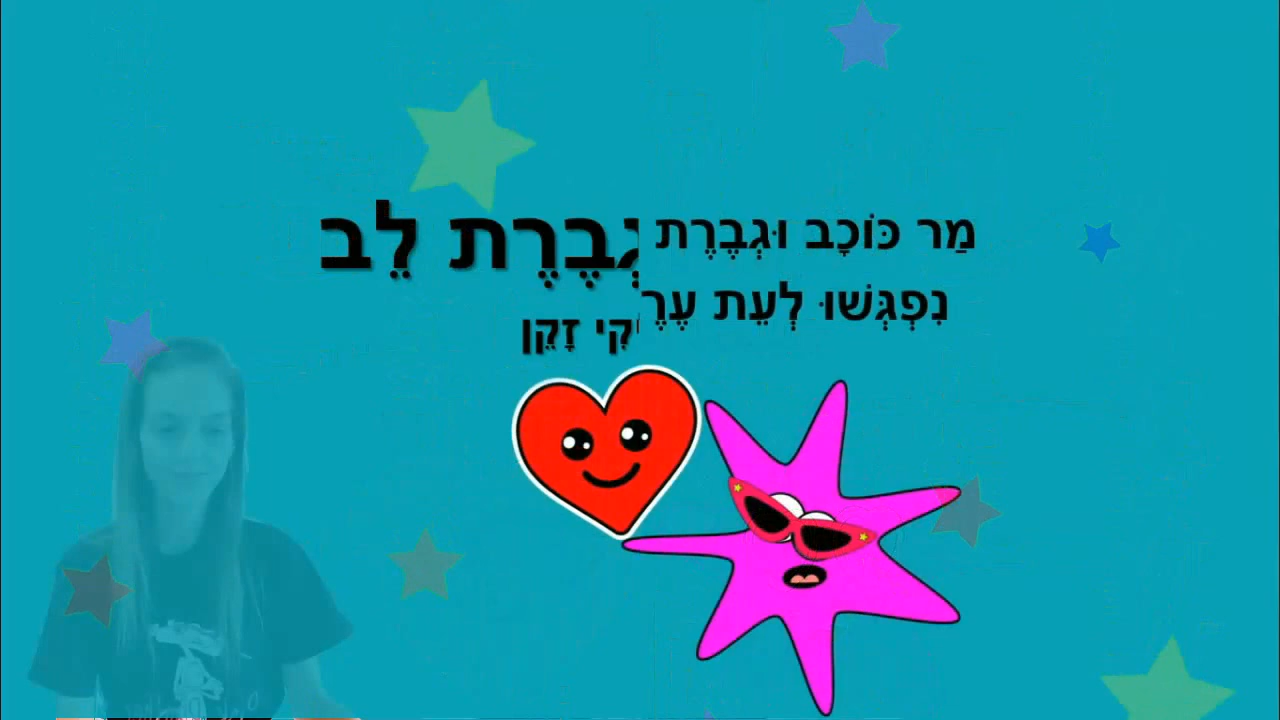 מַר כּוֹכָב וּגְבֶרֶת
נִפְגְּשׁוּ לְעֵת
גְבֶרֶת לֵב
זָקֵן